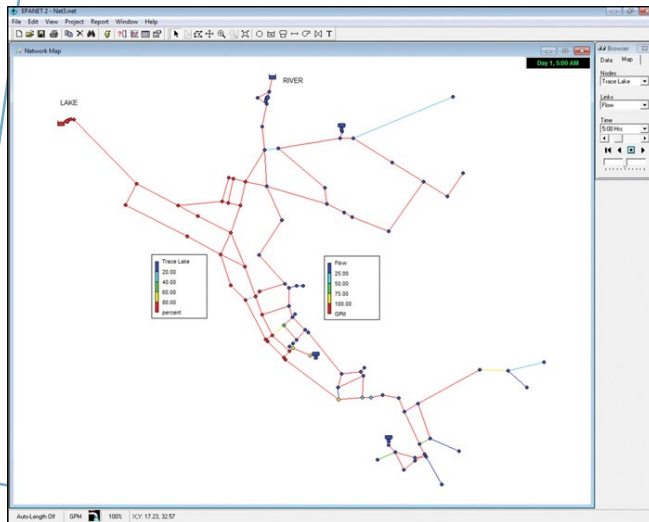 EPANET 2 - Net3.net
File Edit View Project Report Window Help
Network Map
Day 1, 5:00 AM
LAKE
RIVER
Trace Lake
20.00
40.00
60.00
80.00
percent
Flow
25.00
50.00
75.00
100.00
GPM
Browser
Data Map
Nodes
Trace Lake
Links
Flow
Time
5:00 Hrs
Auto-Length Off GPM 100% X,Y: 17.23, 32.57